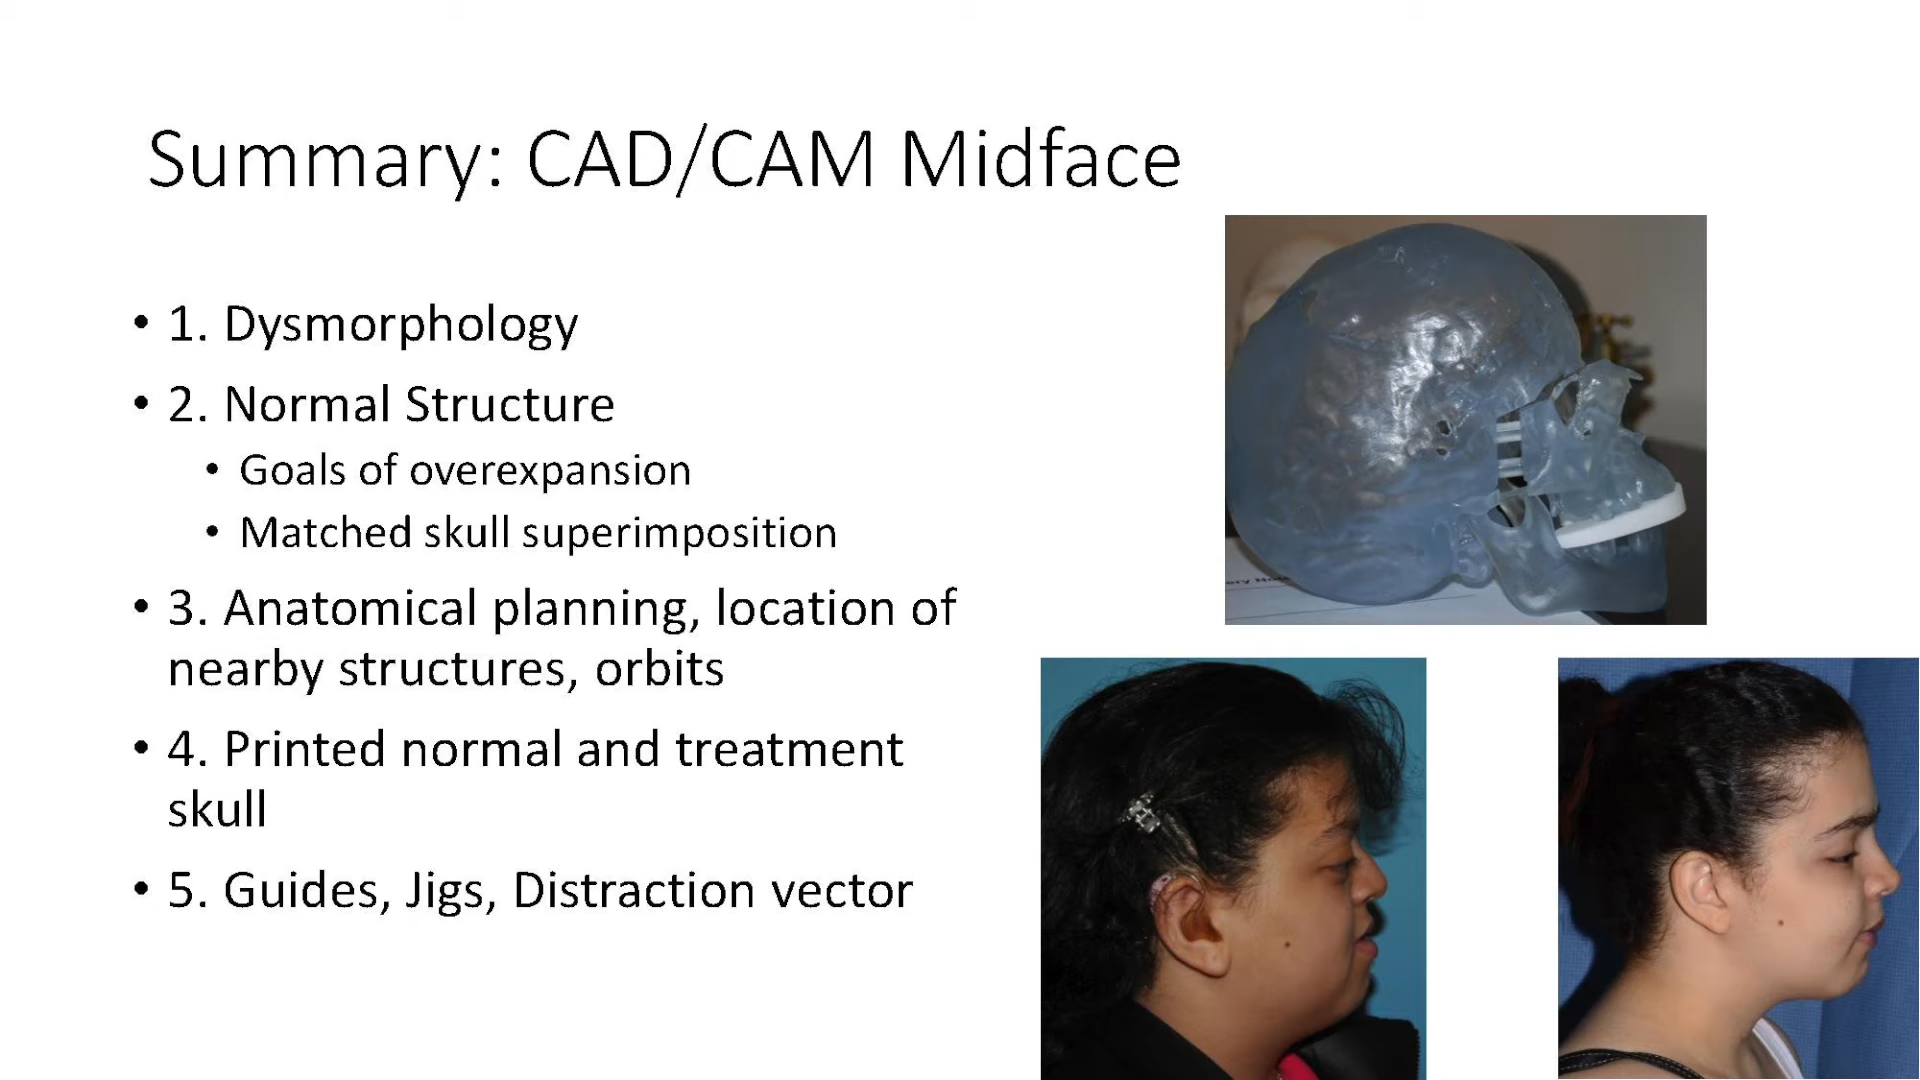 Summary: CAD/CAM Midface
• 1. Dysmorphology
• 2. Normal Structure
• Goals of overexpansion
• Matched skull superimposition
• 3. Anatomical planning, location of
nearby structures, orbits
• 4. Printed normal and treatment
skull
• 5. Guides, Jigs, Distraction vector